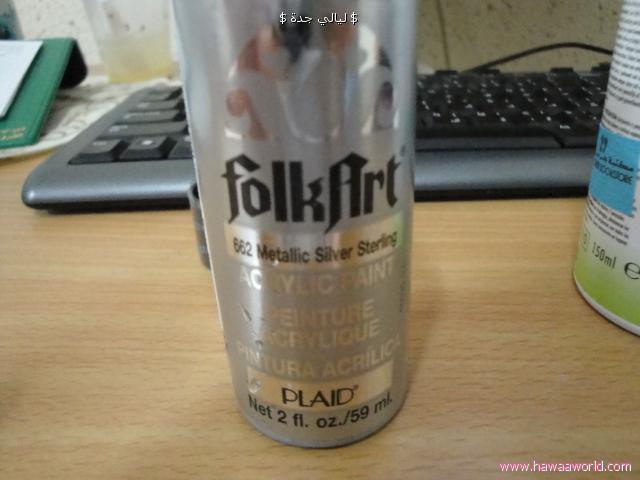 $ ليالي جدة $
folkArt®
662 Metallic Silver Sterling
ACRYLIC PAINT
PEINTURE
ACRYLIQUE
PINTURA ACRÍLICA
PLAID®
Net 2 fl. oz./59 ml.
150ml e
www.hawaaworld.com